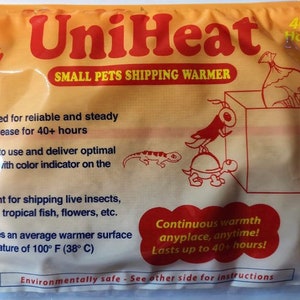 UniHeat
SMALL PETS SHIPPING WARMER
ed for reliable and steady
ease for 40+ hours
to use and deliver optimal
with color indicator on the
nt for shipping live insects,
tropical fish, flowers, etc.
es an average warmer surface
ature of 100° F (38° C)
Continuous warmth
anyplace, anytime!
Lasts up to 40+ hours!
Environmentally safe - See other side for instructions